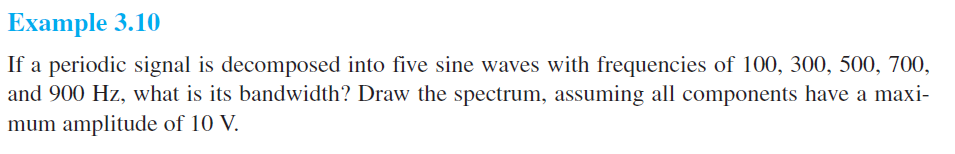 Example 3.10
If a periodic signal is decomposed into five sine waves with frequencies of 100, 300, 500, 700,
and 900 Hz, what is its bandwidth? Draw the spectrum, assuming all components have a maxi-
mum amplitude of 10 V.